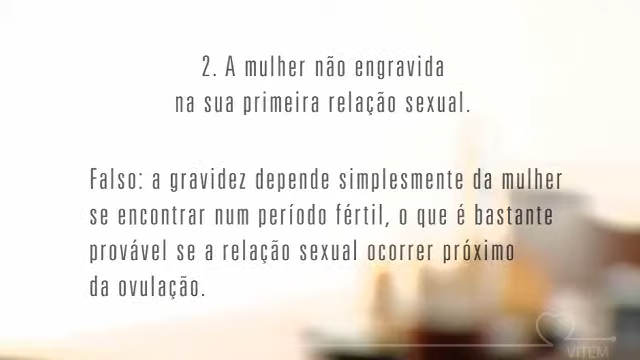 2. A mulher não engravida
na sua primeira relação sexual.
Falso: a gravidez depende simplesmente da mulher
se encontrar num período fértil, o que é bastante
provável se a relação sexual ocorrer próximo
da ovulação.
VITEM